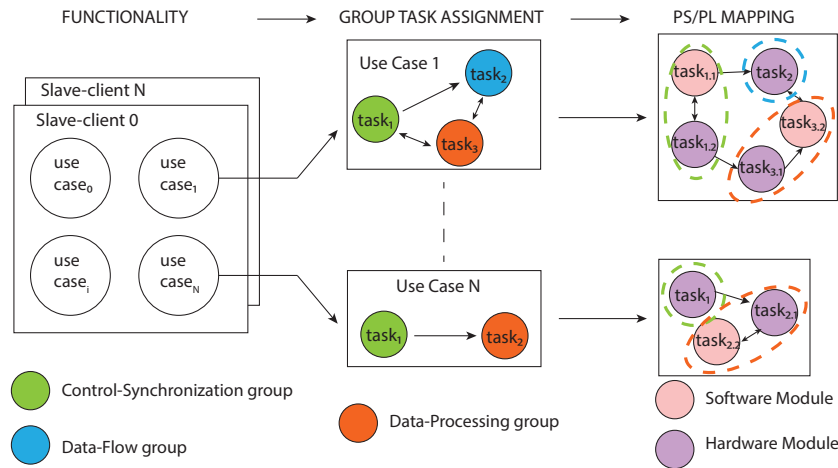 FUNCTIONALITY
GROUP TASK ASSIGNMENT
PS/PL MAPPING
Slave-client N
Slave-client 0
use
case0
use
case1
use
casei
use
caseN
Use Case 1
task1
task2
task3
Use Case N
task1
task2
task1.1
task2
task3.2
task1.2
task3.1
task1
task2.1
task2.2
Control-Synchronization group
Data-Flow group
Data-Processing group
Software Module
Hardware Module